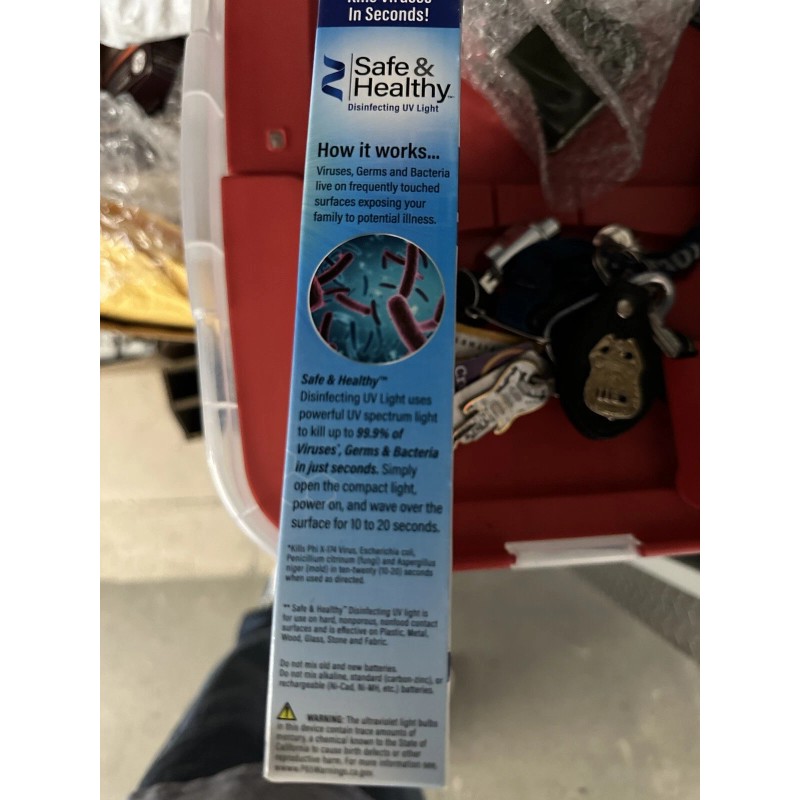 Kills Viruses
In Seconds!
Safe &
Healthy™
Disinfecting UV Light
How it works...
Viruses, Germs and Bacteria
live on frequently touched
surfaces exposing your
family to potential illness.
Safe & Healthy™
Disinfecting UV Light uses
powerful UV spectrum light
to kill up to 99.9% of
Viruses*, Germs & Bacteria
in just seconds. Simply
open the compact light,
power on, and wave over the
surface for 10 to 20 seconds.
*Kills Phi X-174 Virus, Escherichia coli,
Penicillium citrinum (fungi) and Aspergillus
niger (mold) in ten-twenty (10-20) seconds
when used as directed.
** Safe & Healthy™ Disinfecting UV light is
for use on hard, nonporous, nonfood contact
surfaces and is effective on Plastic, Metal,
Wood, Glass, Stone and Fabric.
Do not mix old and new batteries.
Do not mix alkaline, standard (carbon-zinc), or
rechargeable (Ni-Cad, Ni-MH, etc.) batteries.
WARNING: The ultraviolet light bulbs
in this device contain trace amounts of
mercury, a chemical known to the State of
California to cause birth defects or other
reproductive harm. For more information see,
www.P65Warnings.ca.gov